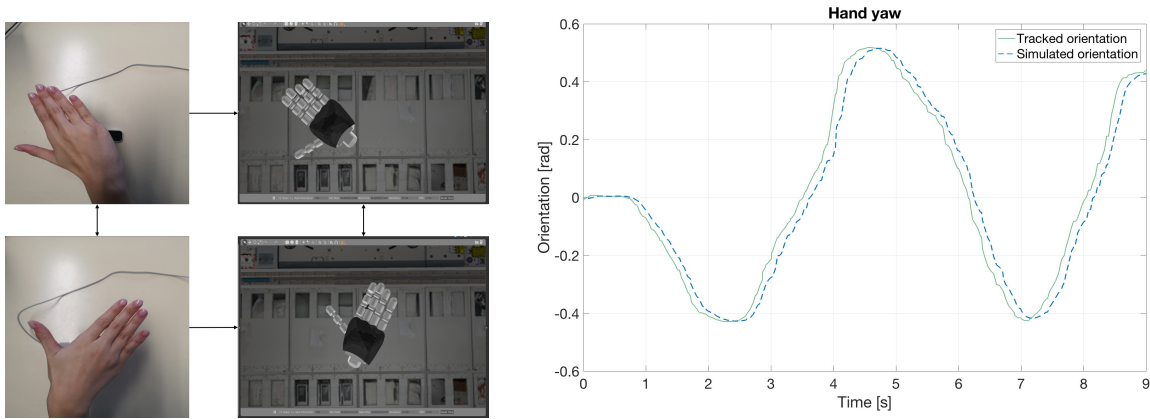 Hand yaw
0.6
0.4
0.2
0
-0.2
-0.4
-0.6
Orientation [rad]
Tracked orientation
Simulated orientation
0 1 2 3 4 5 6 7 8 9
Time [s]